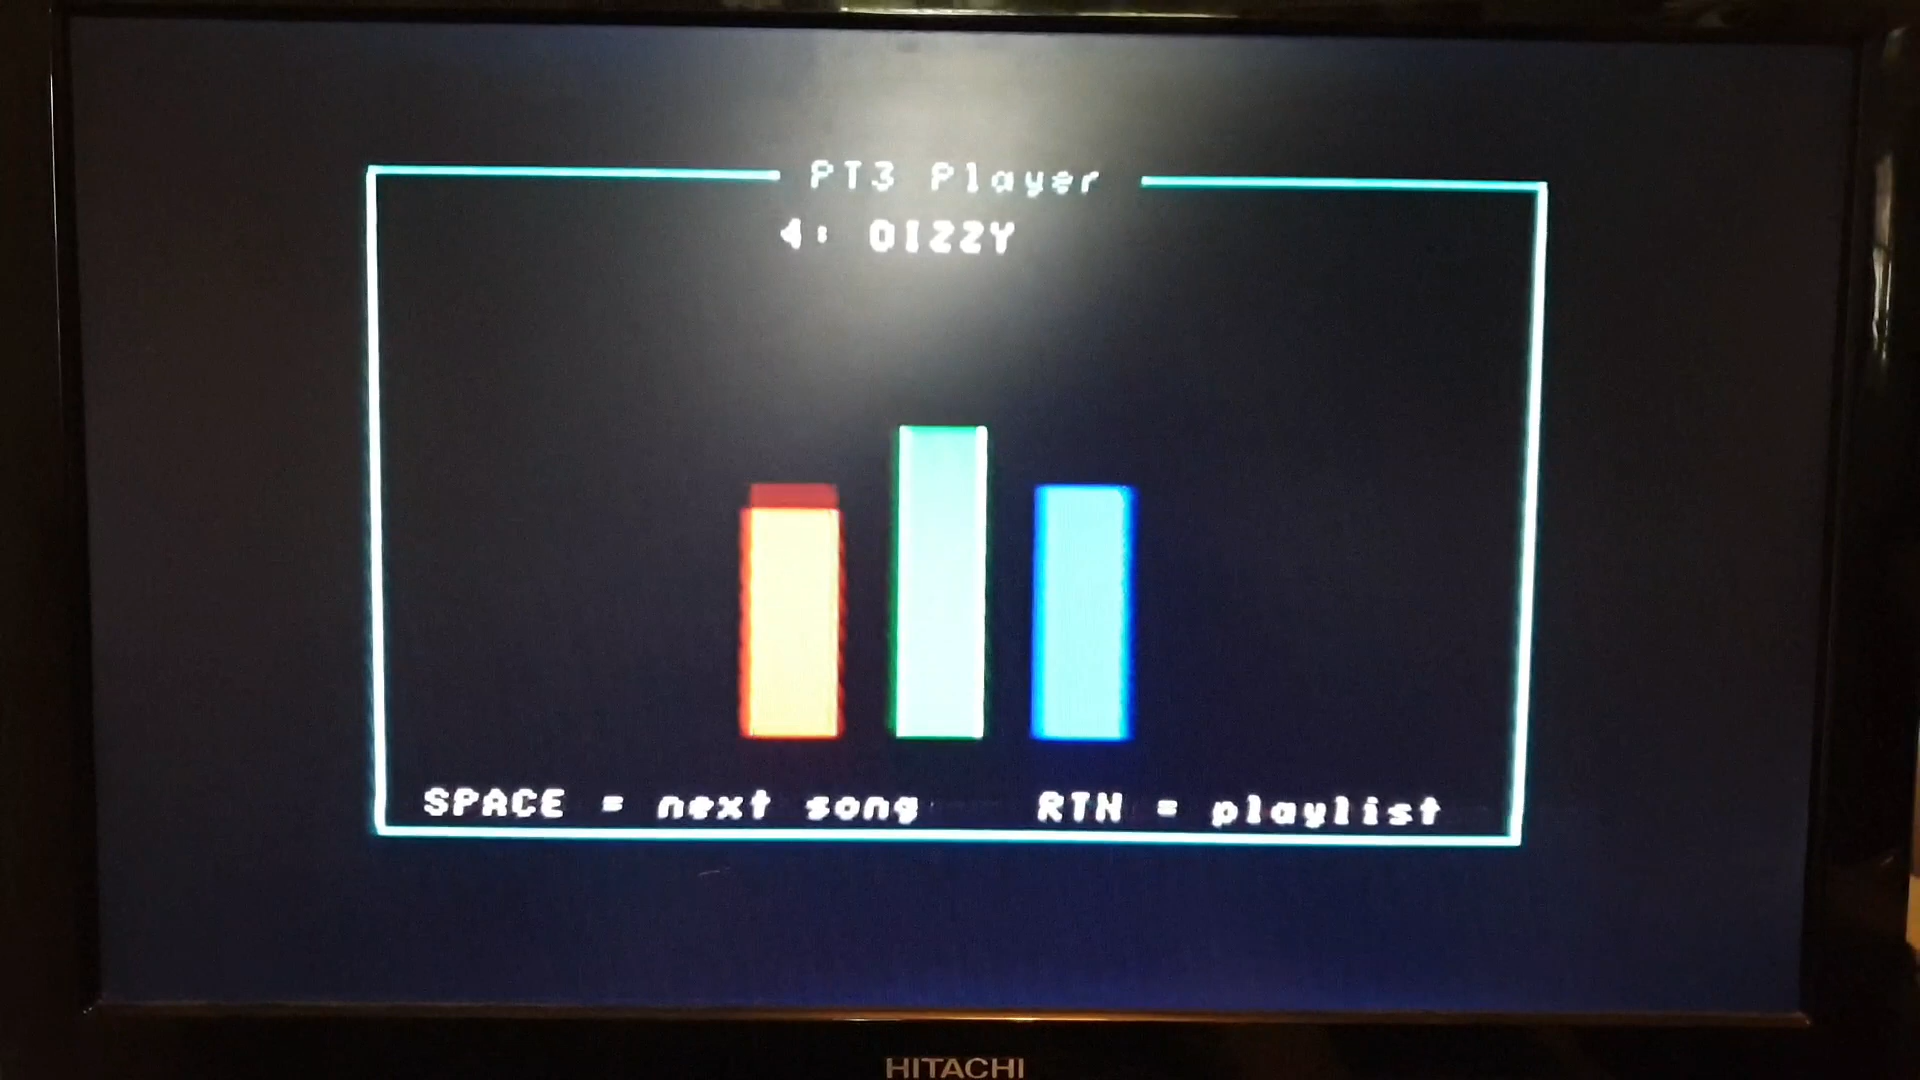 PT3 Player
4: DIZZY
SPACE = next song RTN = playlist
HITACHI